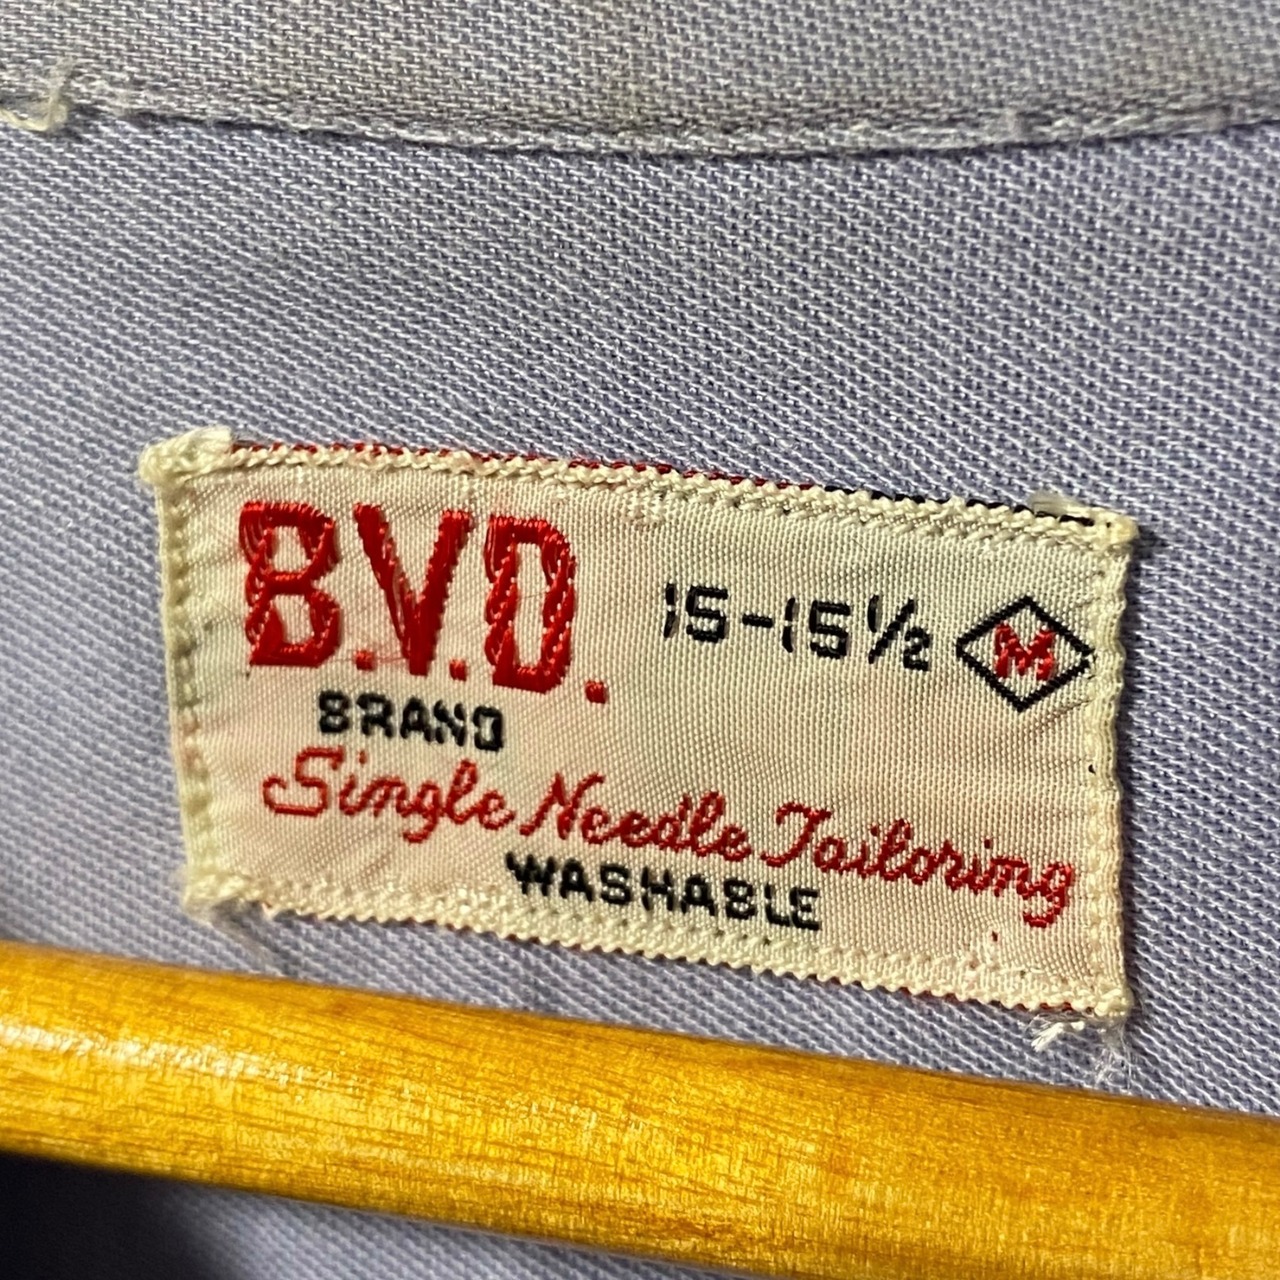 B.V.D. 15-15½ M
BRAND
Single Needle Tailoring
WASHABLE